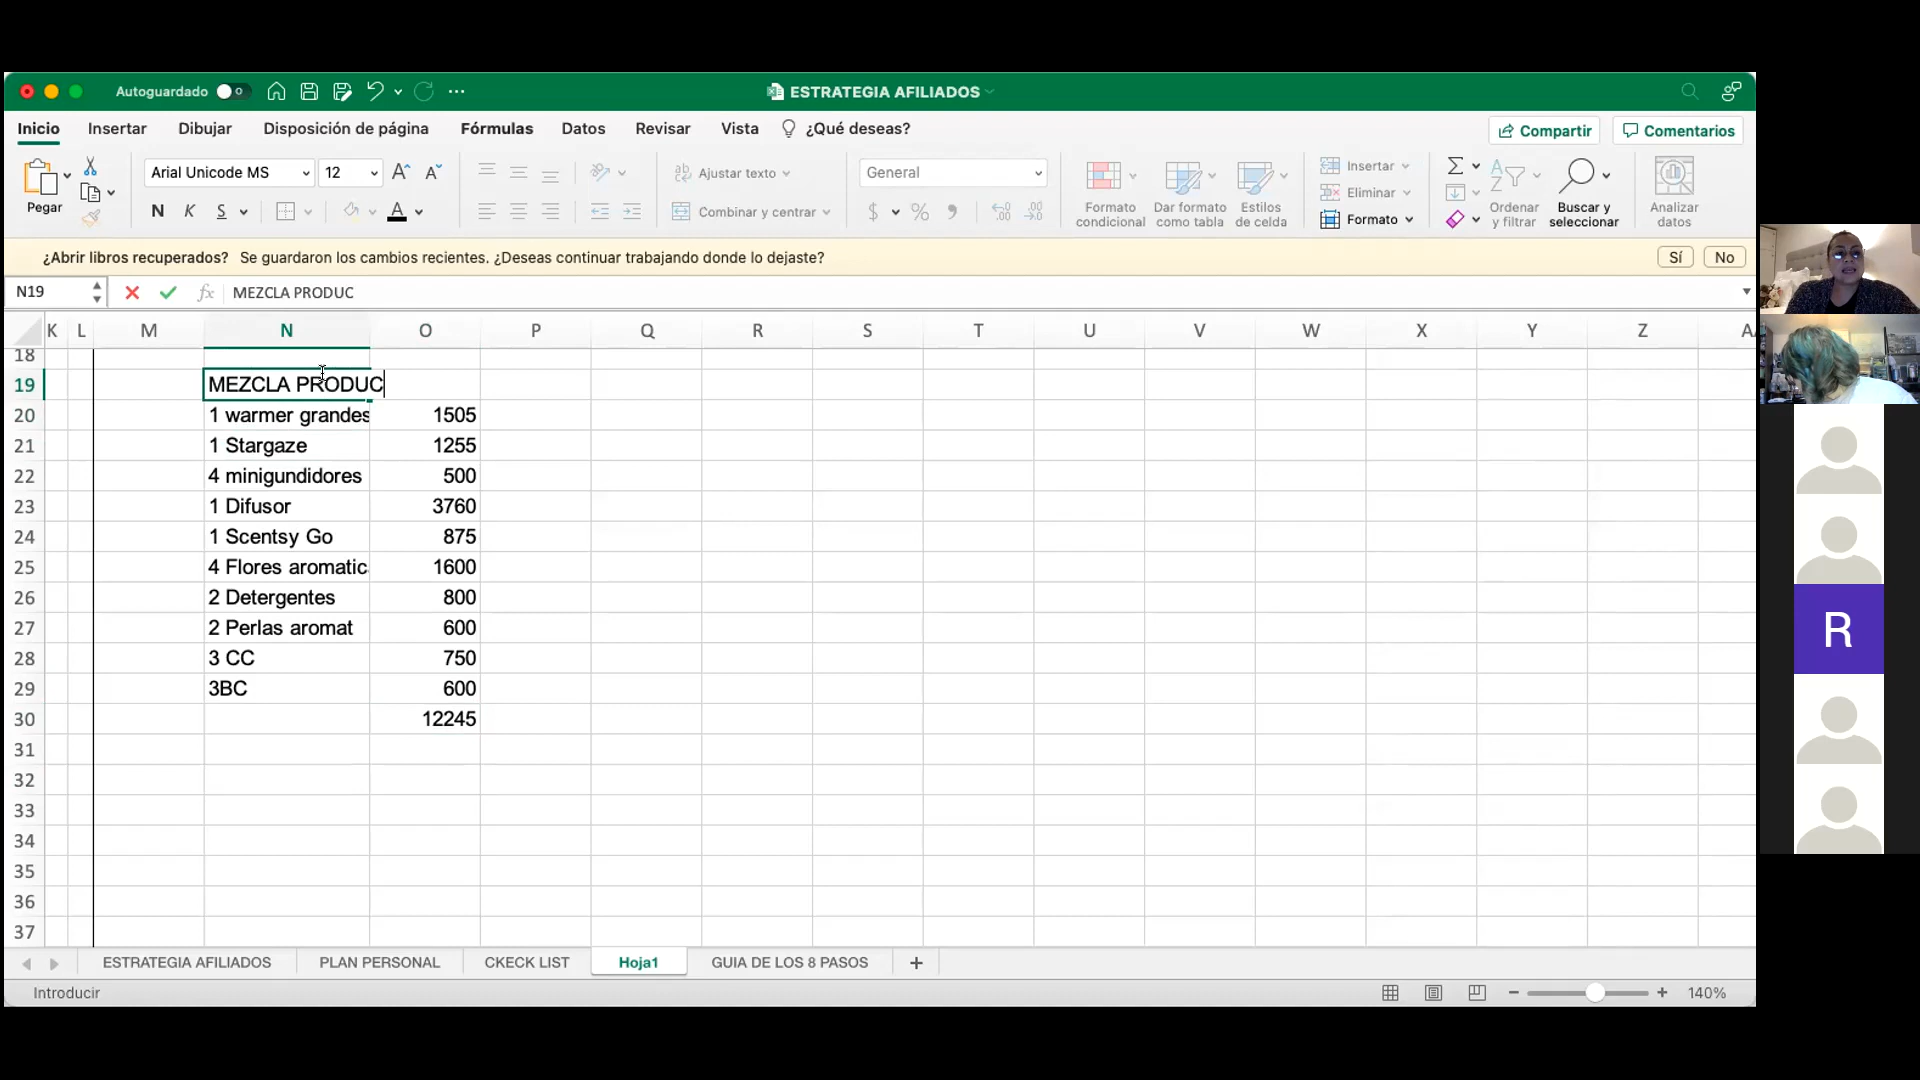 Autoguardado
ESTRATEGIA AFILIADOS
Inicio Insertar Dibujar Disposición de página Fórmulas Datos Revisar Vista ¿Qué deseas? Compartir Comentarios
Pegar
Arial Unicode MS 12
N K S
Ajustar texto
Combinar y centrar
General
$ %
Formato condicional
Dar formato como tabla
Estilos de celda
Insertar
Eliminar
Formato
Ordenar y filtrar
Buscar y seleccionar
Analizar datos
¿Abrir libros recuperados? Se guardaron los cambios recientes. ¿Deseas continuar trabajando donde lo dejaste? Sí No
N19 fx MEZCLA PRODUC
K L M N O P Q R S T U V W X Y Z
18
19 MEZCLA PRODUC
20 1 warmer grandes 1505
21 1 Stargaze 1255
22 4 minigundidores 500
23 1 Difusor 3760
24 1 Scentsy Go 875
25 4 Flores aromatic 1600
26 2 Detergentes 800
27 2 Perlas aromat 600
28 3 CC 750
29 3BC 600
30 12245
31
32
33
34
35
36
37
ESTRATEGIA AFILIADOS PLAN PERSONAL CKECK LIST Hoja1 GUIA DE LOS 8 PASOS +
Introducir 140%
R